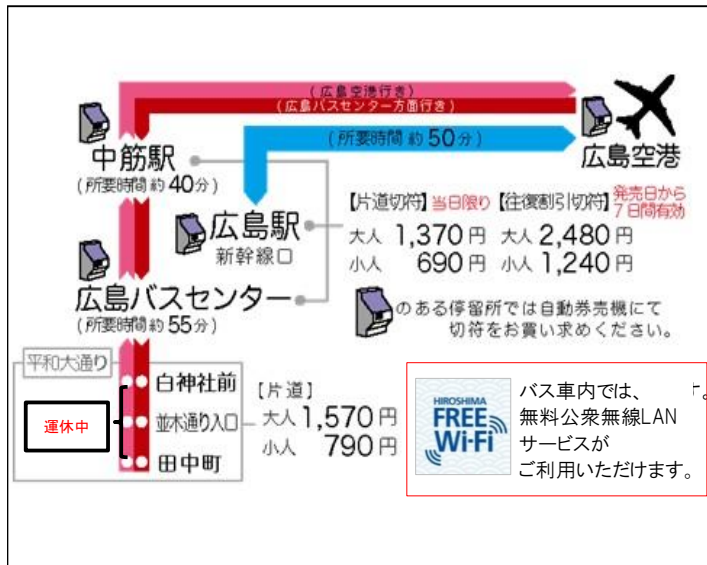 (広島空港行き)
(広島バスセンター方面行き)
(所要時間 約50分)
中筋駅
(所要時間 約40分)
広島空港
広島駅
新幹線口
【片道切符】当日限り
大人 1,370円
小人 690円
【往復割引切符】発売日から
7日間有効
大人 2,480円
小人 1,240円
広島バスセンター
(所要時間 約55分)
のある停留所では自動券売機にて
切符をお買い求めください。
平和大通り
白神社前
並木通り入口
田中町
運休中
【片道】
大人 1,570円
小人 790円
HIROSHIMA
FREE
Wi-Fi
バス車内では、 す。
無料公衆無線LAN
サービスが
ご利用いただけます。